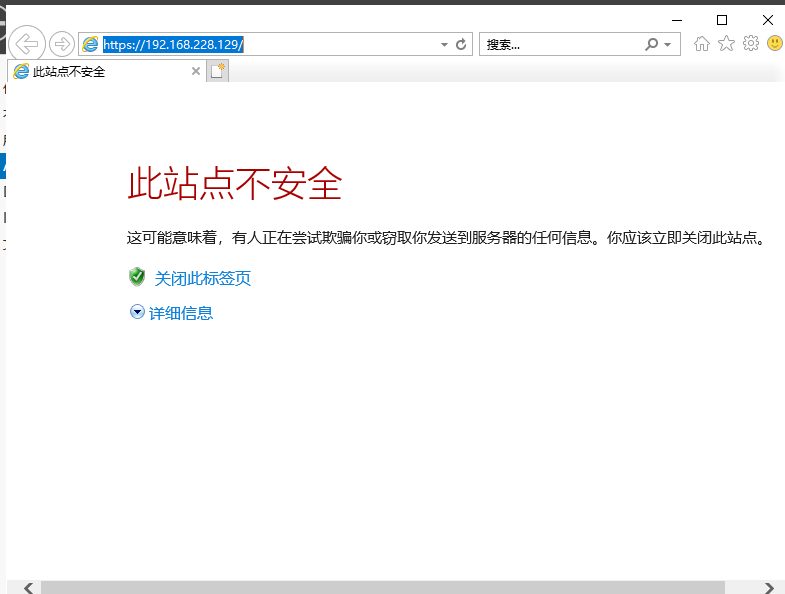 https://192.168.228.129/
搜索...
此站点不安全
此站点不安全
这可能意味着，有人正在尝试欺骗你或窃取你发送到服务器的任何信息。你应该立即关闭此站点。
关闭此标签页
详细信息